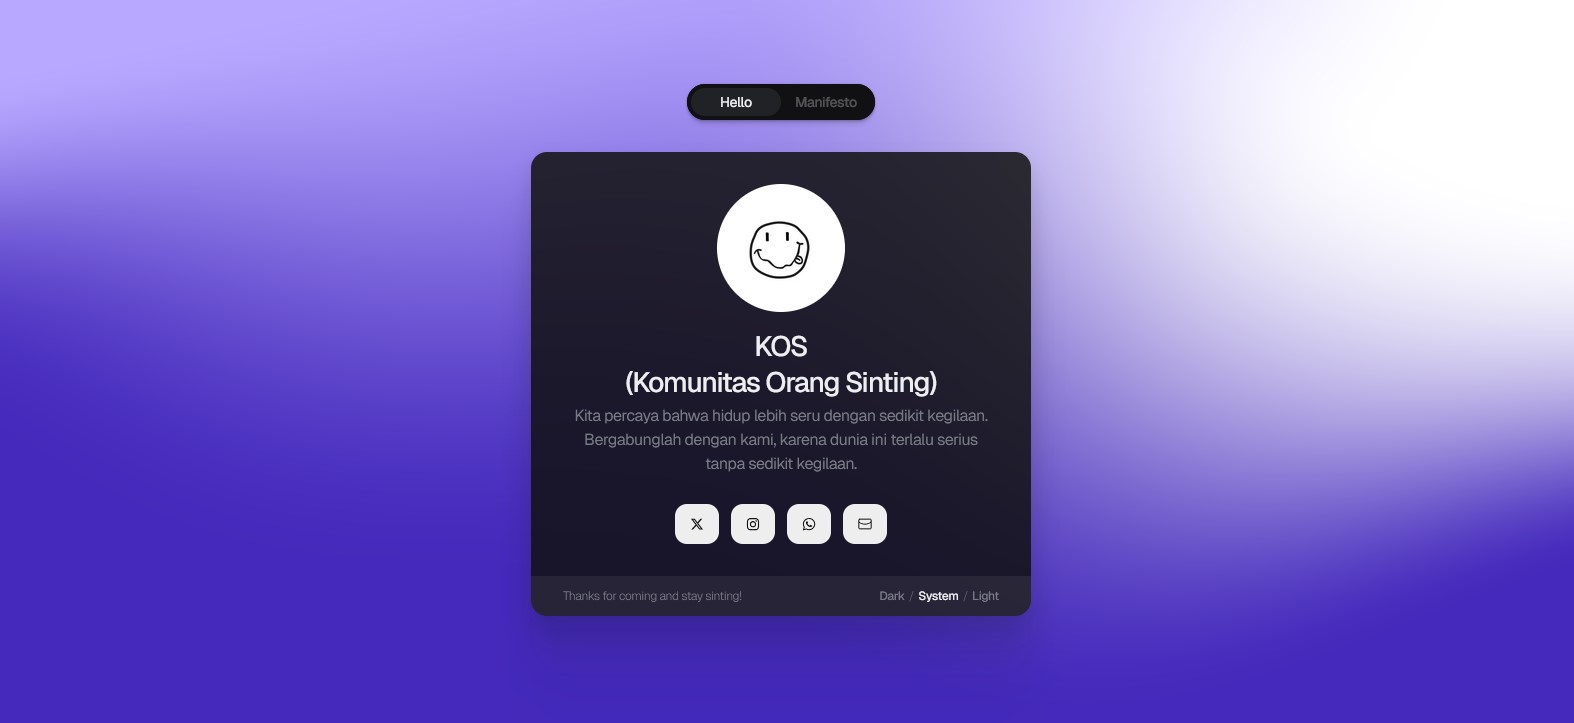 Hello Manifesto
KOS
(Komunitas Orang Sinting)
Kita percaya bahwa hidup lebih seru dengan sedikit kegilaan.
Bergabunglah dengan kami, karena dunia ini terlalu serius
tanpa sedikit kegilaan.
Thanks for coming and stay sinting! Dark / System / Light